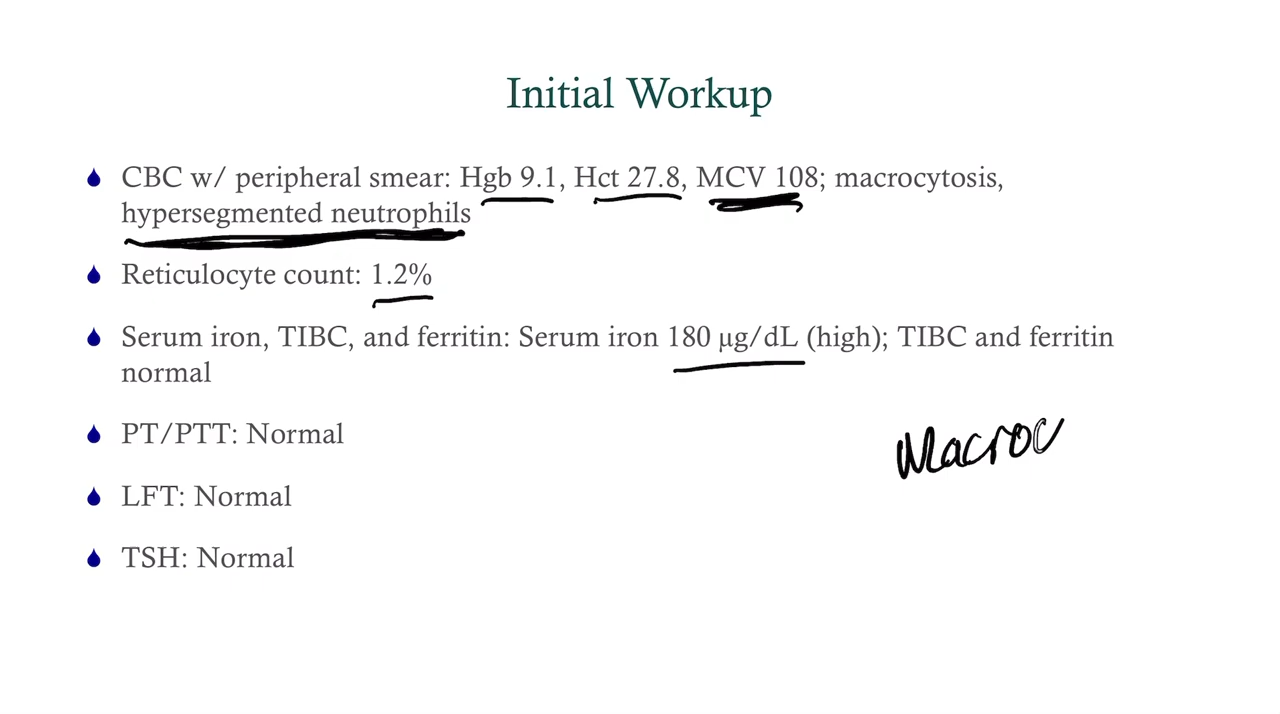 Initial Workup
CBC w/ peripheral smear: Hgb 9.1, Hct 27.8, MCV 108; macrocytosis,
hypersegmented neutrophils
Reticulocyte count: 1.2%
Serum iron, TIBC, and ferritin: Serum iron 180 µg/dL (high); TIBC and ferritin
normal
Macroc
PT/PTT: Normal
LFT: Normal
TSH: Normal